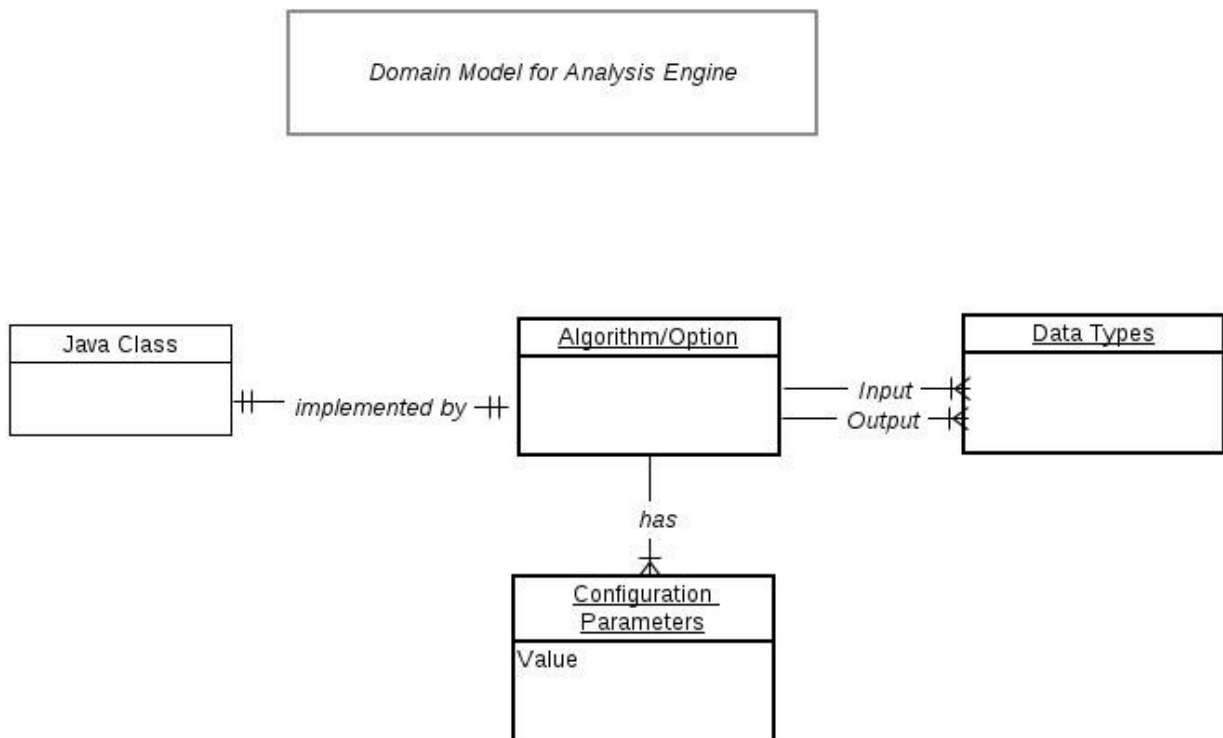 Domain Model for Analysis Engine
Java Class
Algorithm/Option
Data Types
implemented by
Input
Output
has
Configuration
Parameters
Value